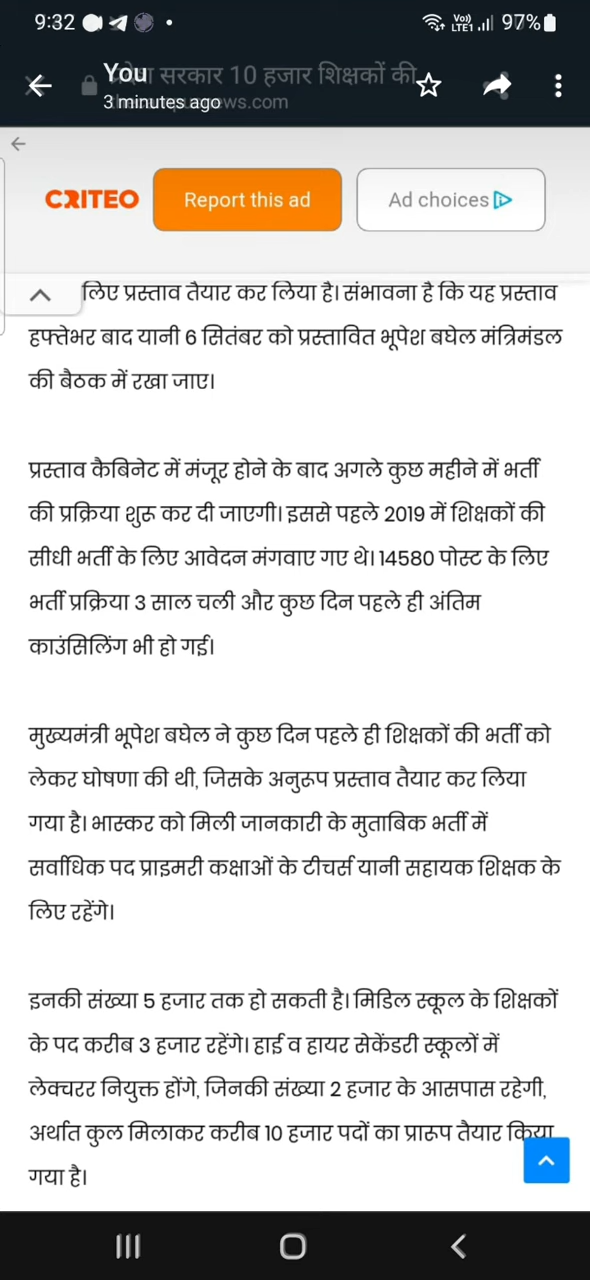 9:32
Vo)) LTE1 97%
You
देश सरकार 10 हजार शिक्षकों की
3 minutes ago
news.com
CRITEO
Report this ad
Ad choices
लिए प्रस्ताव तैयार कर लिया है। संभावना है कि यह प्रस्ताव
हफ्तेभर बाद यानी 6 सितंबर को प्रस्तावित भूपेश बघेल मंत्रिमंडल
की बैठक में रखा जाए।
प्रस्ताव कैबिनेट में मंजूर होने के बाद अगले कुछ महीने में भर्ती
की प्रक्रिया शुरू कर दी जाएगी। इससे पहले 2019 में शिक्षकों की
सीधी भर्ती के लिए आवेदन मंगवाए गए थे। 14580 पोस्ट के लिए
भर्ती प्रक्रिया 3 साल चली और कुछ दिन पहले ही अंतिम
काउंसिलिंग भी हो गई।
मुख्यमंत्री भूपेश बघेल ने कुछ दिन पहले ही शिक्षकों की भर्ती को
लेकर घोषणा की थी, जिसके अनुरूप प्रस्ताव तैयार कर लिया
गया है। भास्कर को मिली जानकारी के मुताबिक भर्ती में
सर्वाधिक पद प्राइमरी कक्षाओं के टीचर्स यानी सहायक शिक्षक के
लिए रहेंगे।
इनकी संख्या 5 हजार तक हो सकती है। मिडिल स्कूल के शिक्षकों
के पद करीब 3 हजार रहेंगे। हाई व हायर सेकेंडरी स्कूलों में
लेक्चरर नियुक्त होंगे, जिनकी संख्या 2 हजार के आसपास रहेगी,
अर्थात कुल मिलाकर करीब 10 हजार पदों का प्रारूप तैयार किया
गया है।